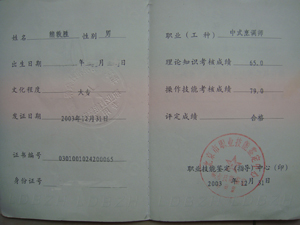 姓名 性别 男
出生日期 年 月 日
文化程度 大专
发证日期 2003年12月31日
证书编号
身份证号
职业(工种) 中式烹调师
理论知识考核成绩 65.0
操作技能考核成绩 79.0
评定成绩 合格
职业技能鉴定(指导)中心(印)
2003 年 12 月 31 日